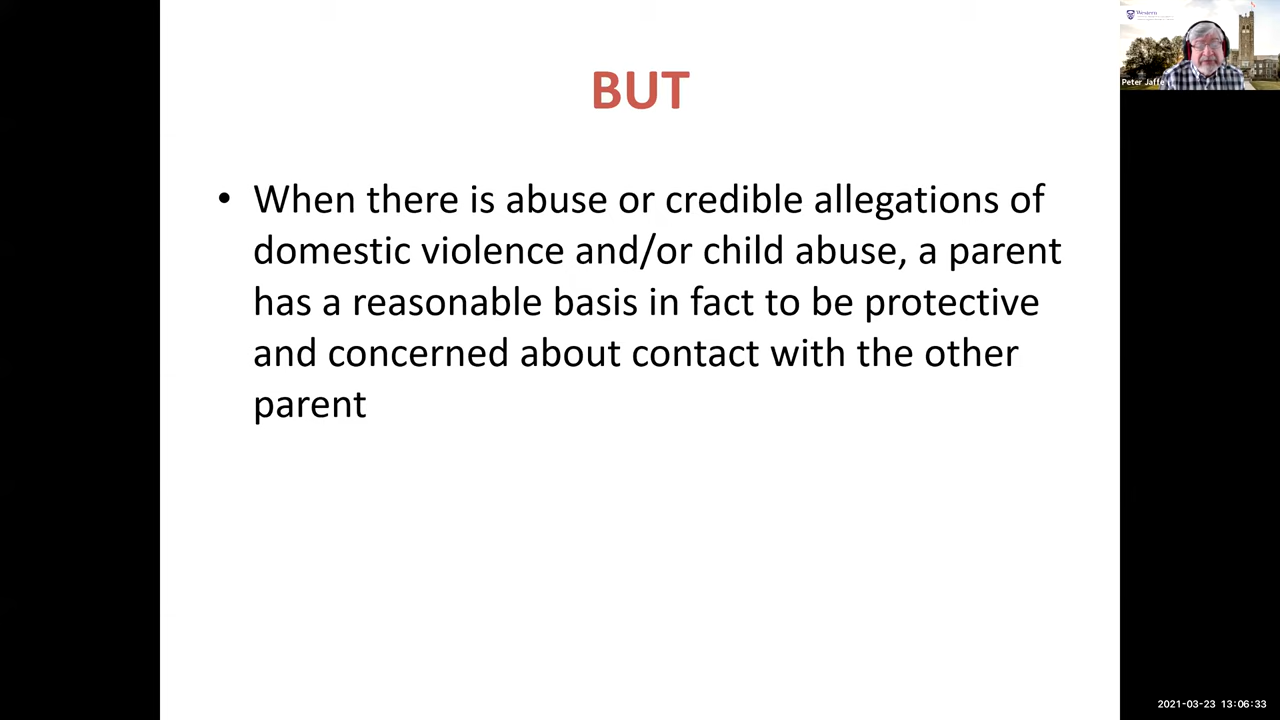 Western
Peter Jaffe
BUT
• When there is abuse or credible allegations of
domestic violence and/or child abuse, a parent
has a reasonable basis in fact to be protective
and concerned about contact with the other
parent
2021-03-23 13:06:33